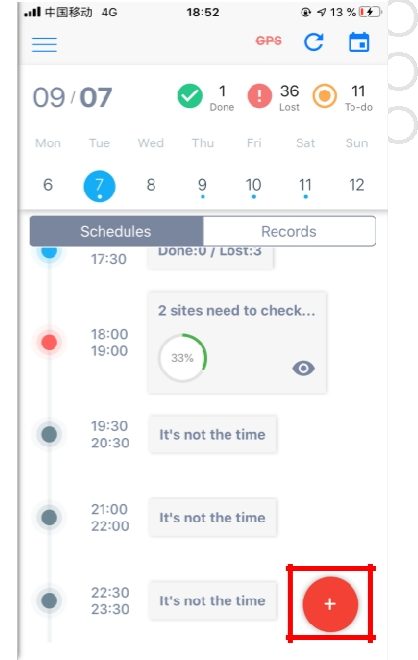 中国移动 4G 18:52 13 %
GPS
09/07 1 Done 36 Lost 11 To-do
Mon Tue Wed Thu Fri Sat Sun
6 7 8 9 10 11 12
Schedules Records
17:30 Done:0 / Lost:3
2 sites need to check...
18:00
19:00
33%
19:30
20:30
It's not the time
21:00
22:00
It's not the time
22:30
23:30
It's not the time
+